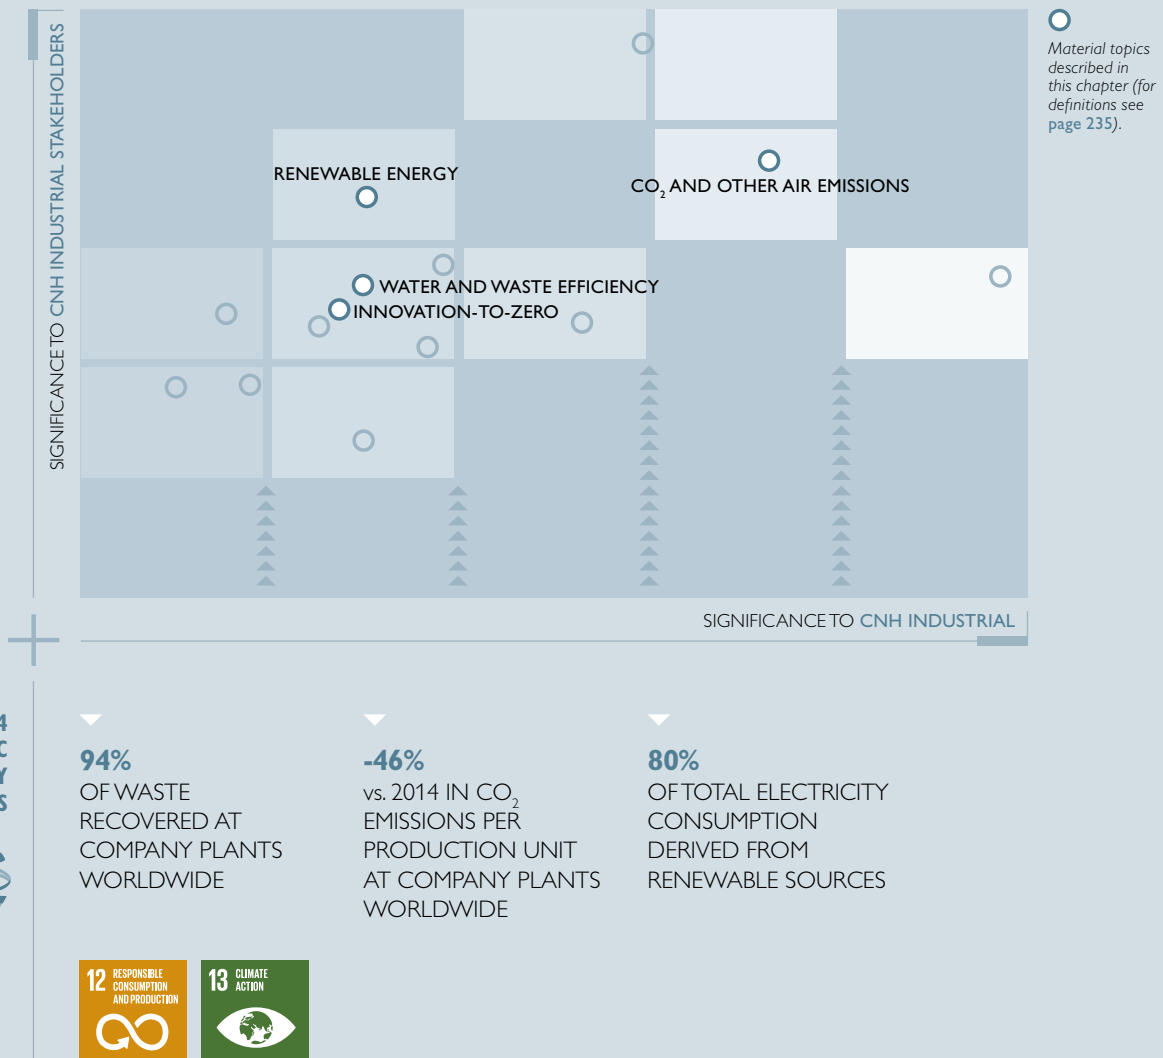 SIGNIFICANCE TO CNH INDUSTRIAL STAKEHOLDERS
Material topics
described in
this chapter (for
definitions see
page 235).
RENEWABLE ENERGY
CO2 AND OTHER AIR EMISSIONS
WATER AND WASTE EFFICIENCY
INNOVATION-TO-ZERO
SIGNIFICANCE TO CNH INDUSTRIAL
4
C
Y
S
94%
OF WASTE
RECOVERED AT
COMPANY PLANTS
WORLDWIDE
-46%
vs. 2014 IN CO2
EMISSIONS PER
PRODUCTION UNIT
AT COMPANY PLANTS
WORLDWIDE
80%
OF TOTAL ELECTRICITY
CONSUMPTION
DERIVED FROM
RENEWABLE SOURCES
12 RESPONSIBLE
CONSUMPTION
AND PRODUCTION
13 CLIMATE
ACTION